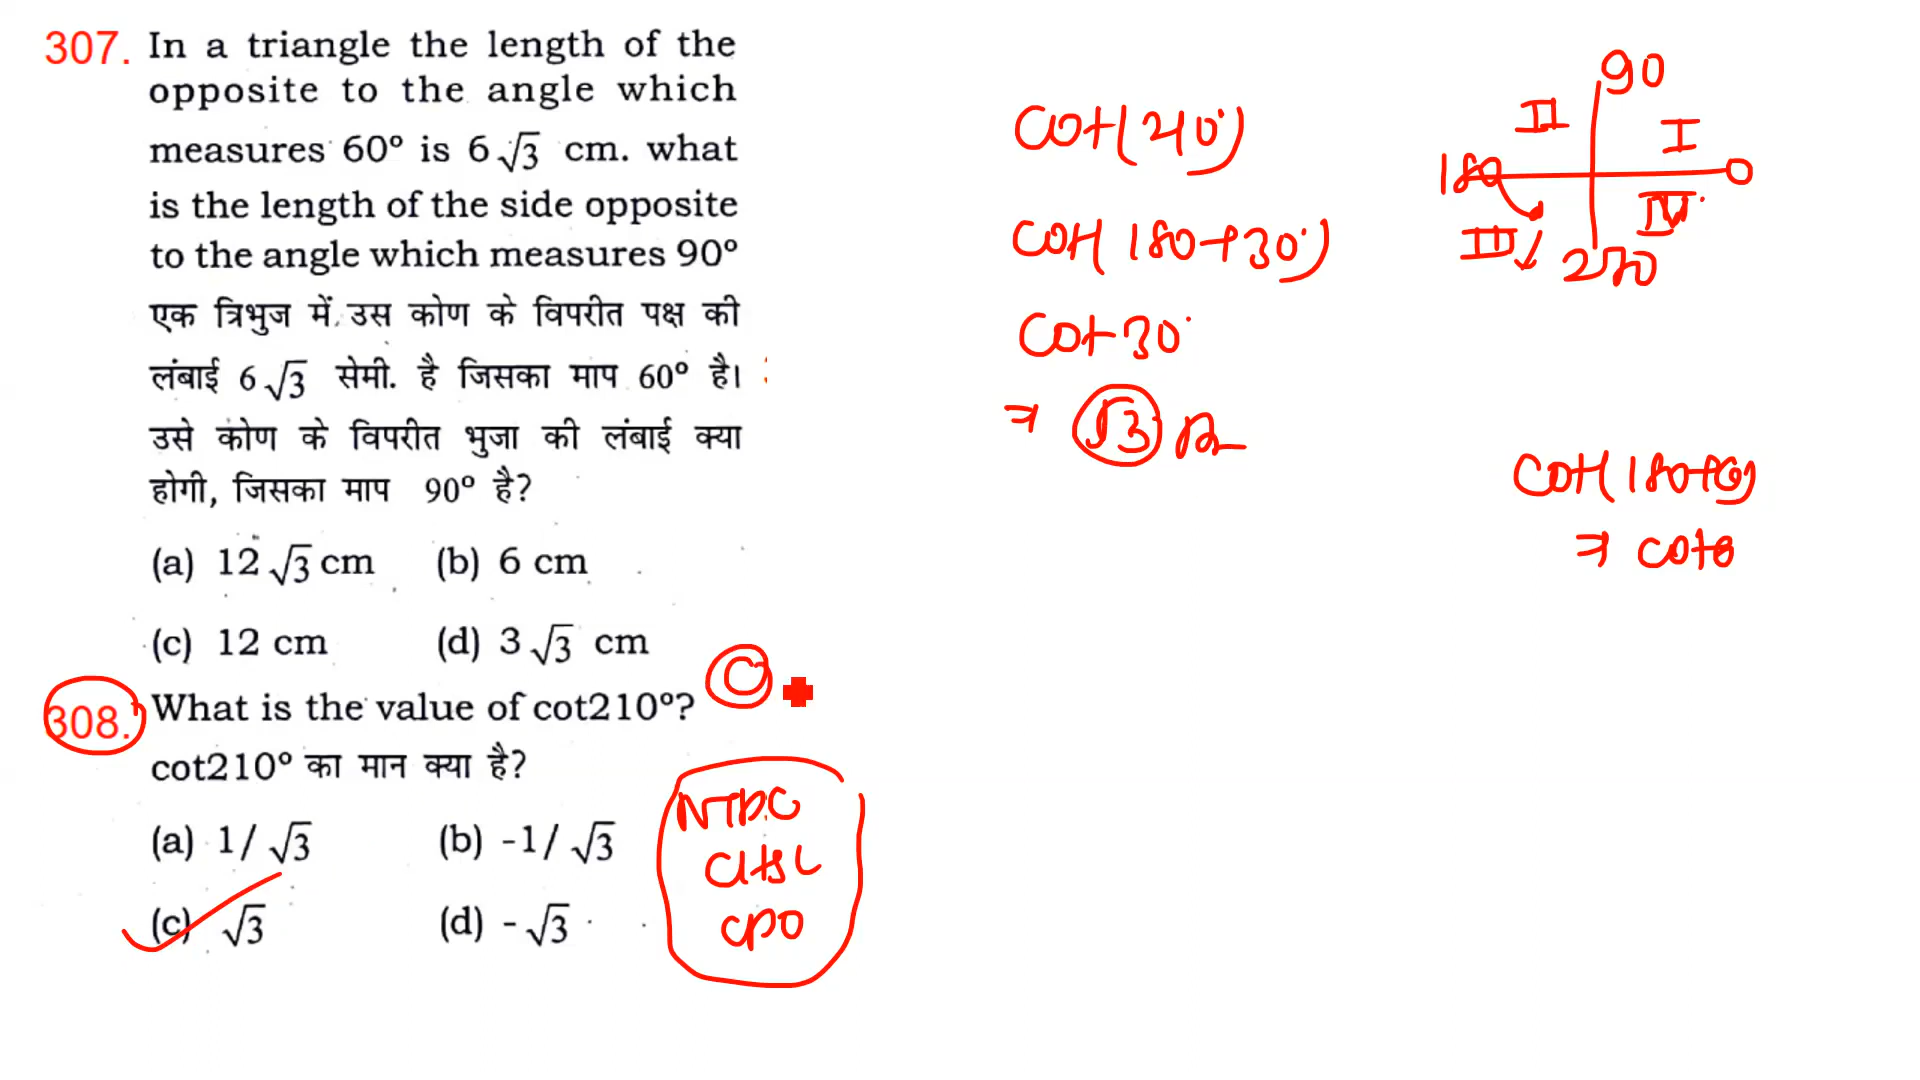 307. In a triangle the length of the
opposite to the angle which
measures 60° is 6√3 cm. what
is the length of the side opposite
to the angle which measures 90°
एक त्रिभुज में उस कोण के विपरीत पक्ष की
लंबाई 6√3 सेमी. है जिसका माप 60° है।
उसे कोण के विपरीत भुजा की लंबाई क्या
होगी, जिसका माप 90° है?
(a) 12√3 cm (b) 6 cm
(c) 12 cm (d) 3√3 cm
308. What is the value of cot210°?
cot210° का मान क्या है?
(a) 1/√3 (b) -1/√3
(c) √3 (d) -√3
C
NTPC
CHSL
CPO
cot(210°)
cot(180+30°)
cot30°
⇒ √3
90
II
I
180
0
III
IV
270
cot(180+θ)
⇒ cotθ